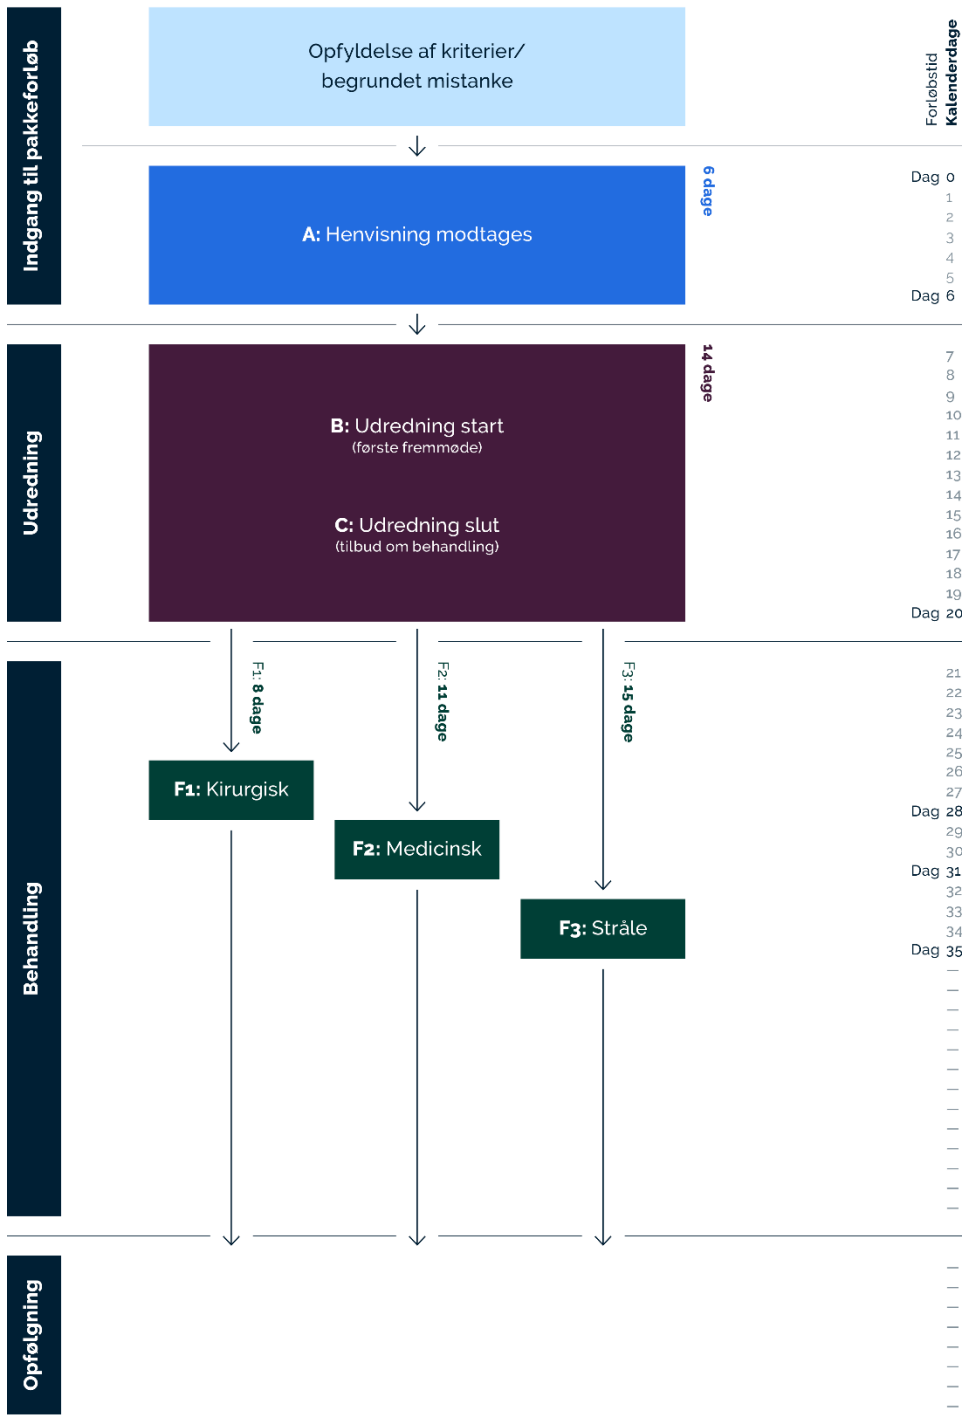 Indgang til pakkeforløb
Opfyldelse af kriterier/
begrundet mistanke
Forløbstid
Kalenderdage
A: Henvisning modtages
6 dage
Dag 0
1
2
3
4
5
Dag 6
Udredning
B: Udredning start
(første fremmøde)
C: Udredning slut
(tilbud om behandling)
14 dage
7
8
9
10
11
12
13
14
15
16
17
18
19
Dag 20
Behandling
F1: 8 dage
F2: 11 dage
F3: 15 dage
F1: Kirurgisk
F2: Medicinsk
F3: Stråle
21
22
23
24
25
26
27
Dag 28
29
30
Dag 31
32
33
34
Dag 35
Opfølgning